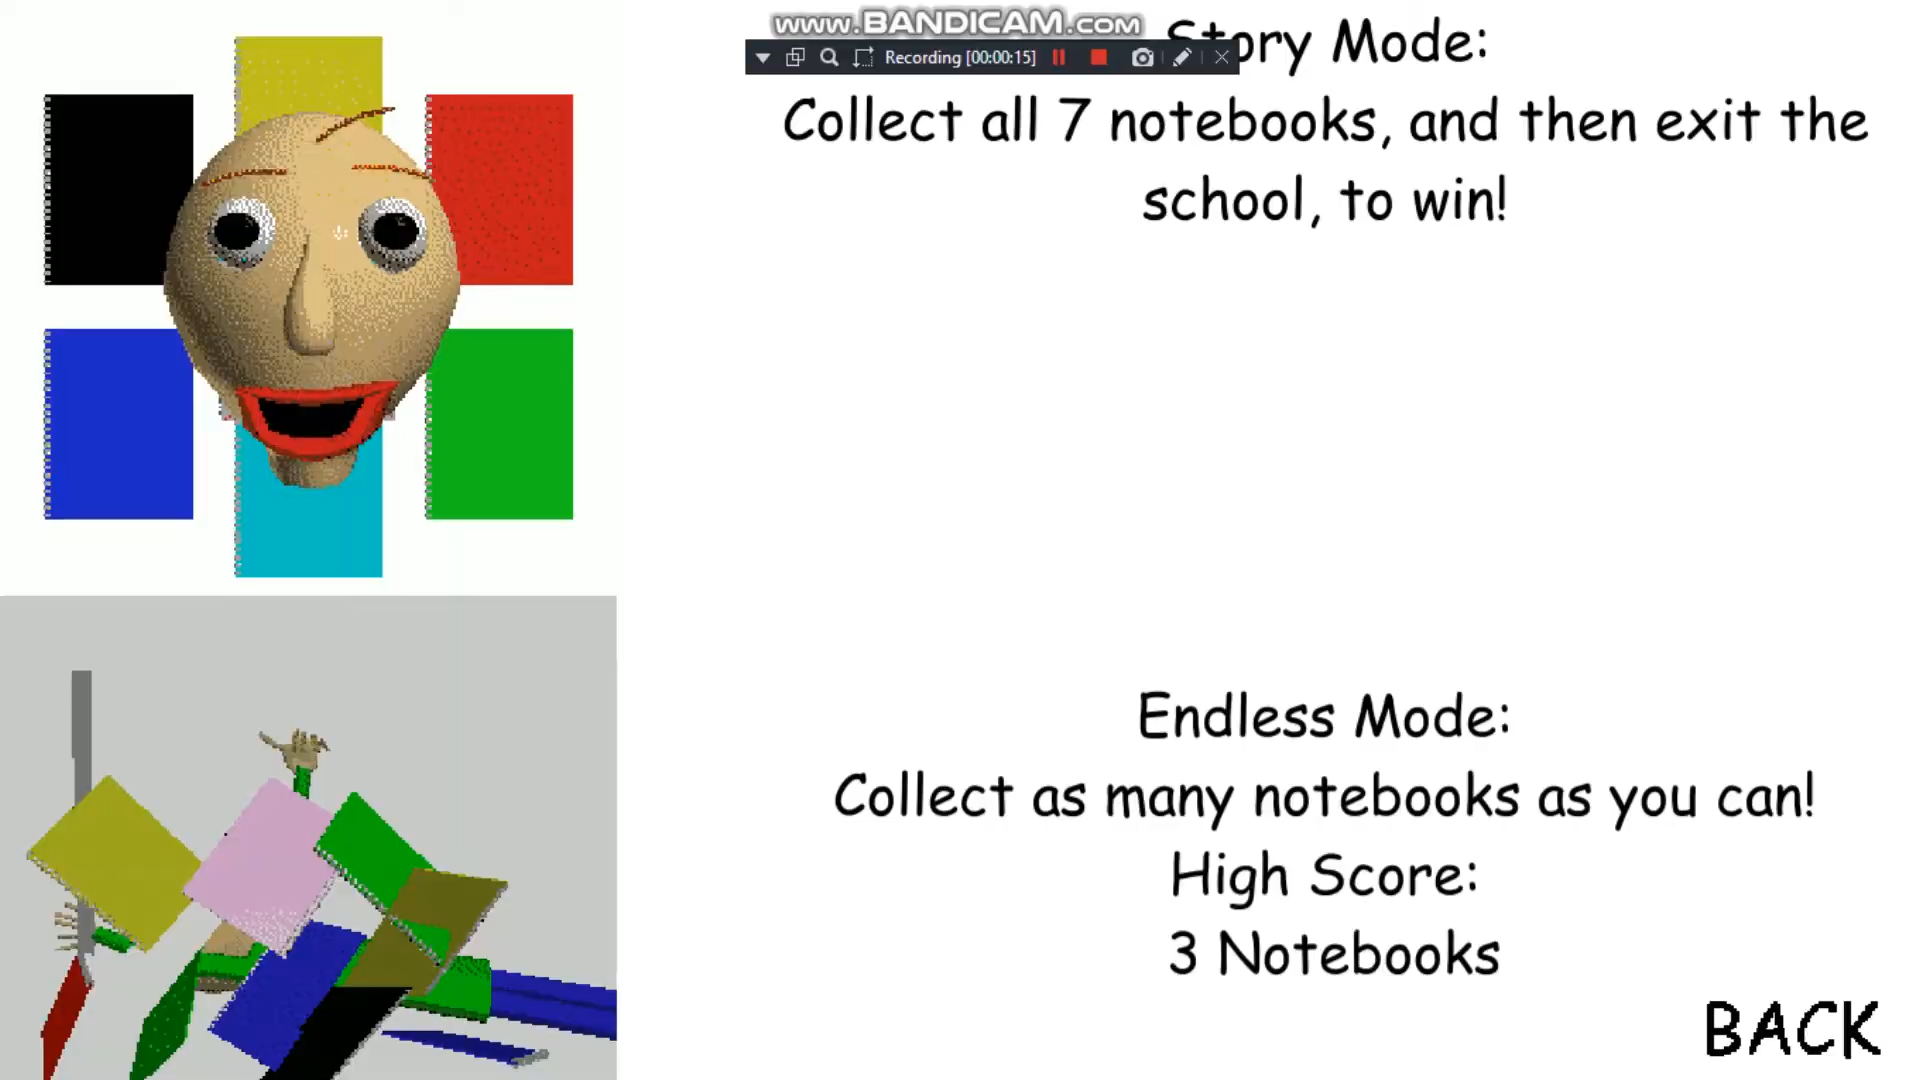 www.BANDICAM.com
Recording [00:00:15]
Story Mode:
Collect all 7 notebooks, and then exit the
school, to win!
Endless Mode:
Collect as many notebooks as you can!
High Score:
3 Notebooks
BACK